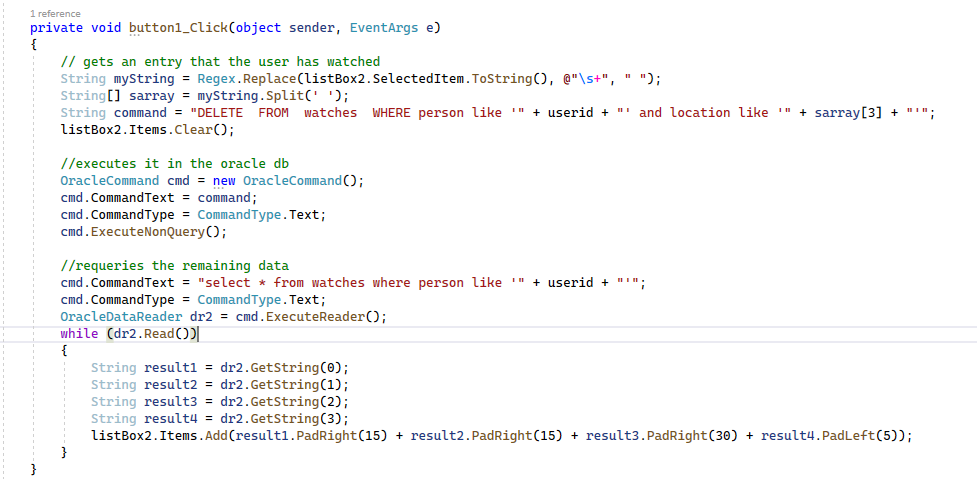 1 reference
private void button1_Click(object sender, EventArgs e)
{
// gets an entry that the user has watched
String myString = Regex.Replace(listBox2.SelectedItem.ToString(), @"\s+", " ");
String[] sarray = myString.Split(' ');
String command = "DELETE  FROM  watches  WHERE person like '" + userid + "' and location like '" + sarray[3] + "'";
listBox2.Items.Clear();
//executes it in the oracle db
OracleCommand cmd = new OracleCommand();
cmd.CommandText = command;
cmd.CommandType = CommandType.Text;
cmd.ExecuteNonQuery();
//requeries the remaining data
cmd.CommandText = "select * from watches where person like '" + userid + "'";
cmd.CommandType = CommandType.Text;
OracleDataReader dr2 = cmd.ExecuteReader();
while (dr2.Read())
{
String result1 = dr2.GetString(0);
String result2 = dr2.GetString(1);
String result3 = dr2.GetString(2);
String result4 = dr2.GetString(3);
listBox2.Items.Add(result1.PadRight(15) + result2.PadRight(15) + result3.PadRight(30) + result4.PadLeft(5));
}
}